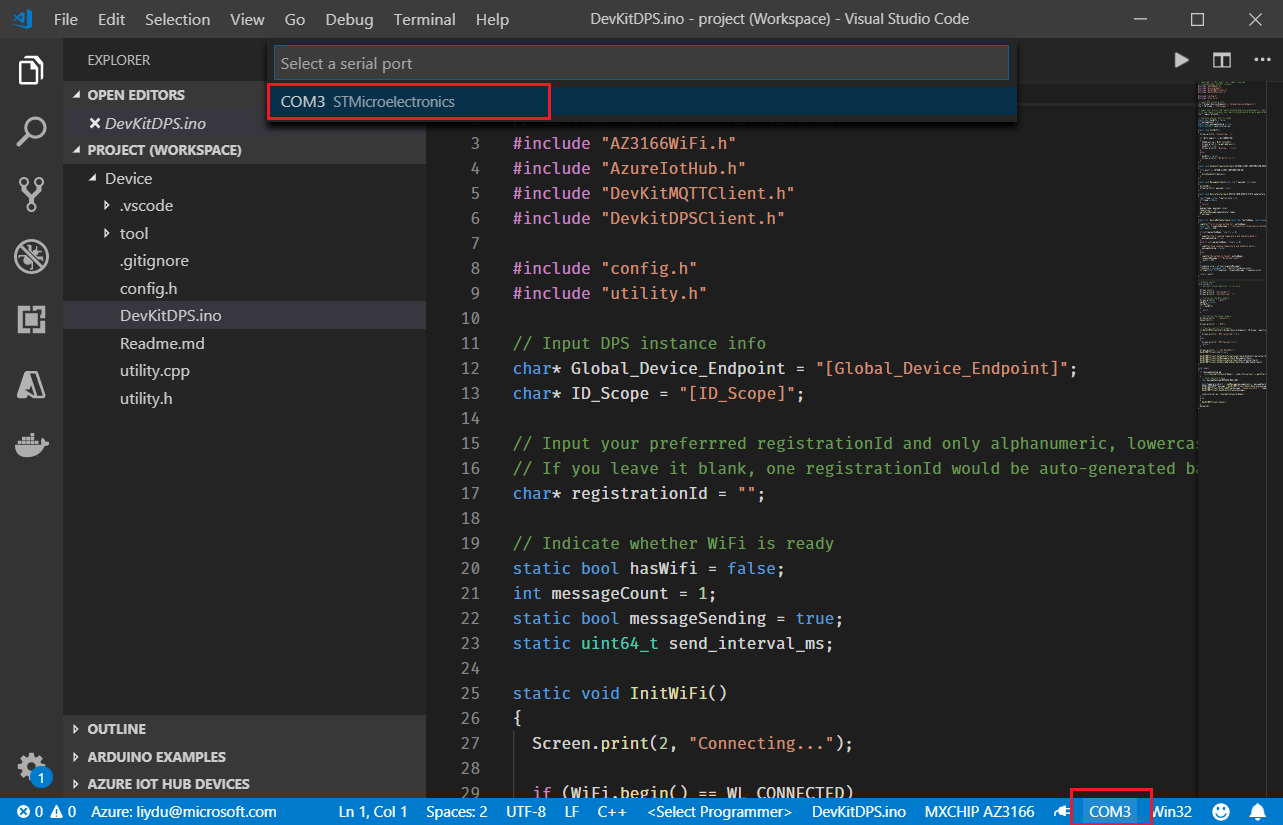 File Edit Selection View Go Debug Terminal Help DevKitDPS.ino - project (Workspace) - Visual Studio Code
EXPLORER
OPEN EDITORS
DevKitDPS.ino
PROJECT (WORKSPACE)
Device
.vscode
tool
.gitignore
config.h
DevKitDPS.ino
Readme.md
utility.cpp
utility.h
OUTLINE
ARDUINO EXAMPLES
AZURE IOT HUB DEVICES
1
Select a serial port
COM3 STMicroelectronics
3 #include "AZ3166WiFi.h"
4 #include "AzureIotHub.h"
5 #include "DevKitMQTTClient.h"
6 #include "DevkitDPSClient.h"
7
8 #include "config.h"
9 #include "utility.h"
10
11 // Input DPS instance info
12 char* Global_Device_Endpoint = "[Global_Device_Endpoint]";
13 char* ID_Scope = "[ID_Scope]";
14
15 // Input your preferrred registrationId and only alphanumeric, lowerca
16 // If you leave it blank, one registrationId would be auto-generated ba
17 char* registrationId = "";
18
19 // Indicate whether WiFi is ready
20 static bool hasWifi = false;
21 int messageCount = 1;
22 static bool messageSending = true;
23 static uint64_t send_interval_ms;
24
25 static void InitWiFi()
26 {
27 Screen.print(2, "Connecting...");
28
29 if (WiFi.begin() == WL_CONNECTED)
0 0 Azure: liydu@microsoft.com Ln 1, Col 1 Spaces: 2 UTF-8 LF C++ <Select Programmer> DevKitDPS.ino MXCHIP AZ3166 COM3 Win32